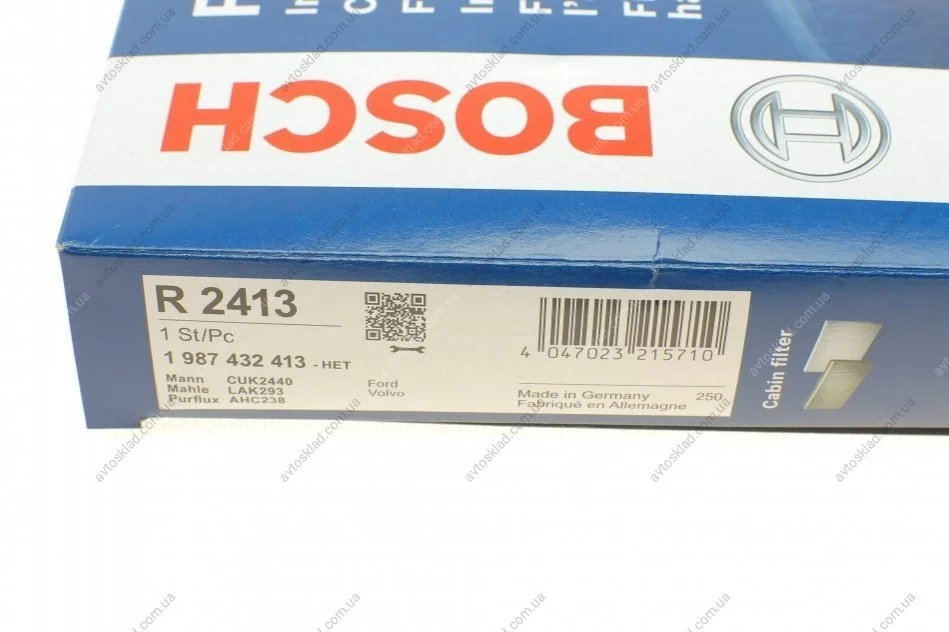 BOSCH
R 2413
1 St/Pc
1 987 432 413 - HET
Mann CUK2440
Mahle LAK293
Purflux AHC238
Ford
Volvo
4 047023 215710
Made in Germany
Fabriqué en Allemagne
250
Cabin filter
avtosklad.com.ua